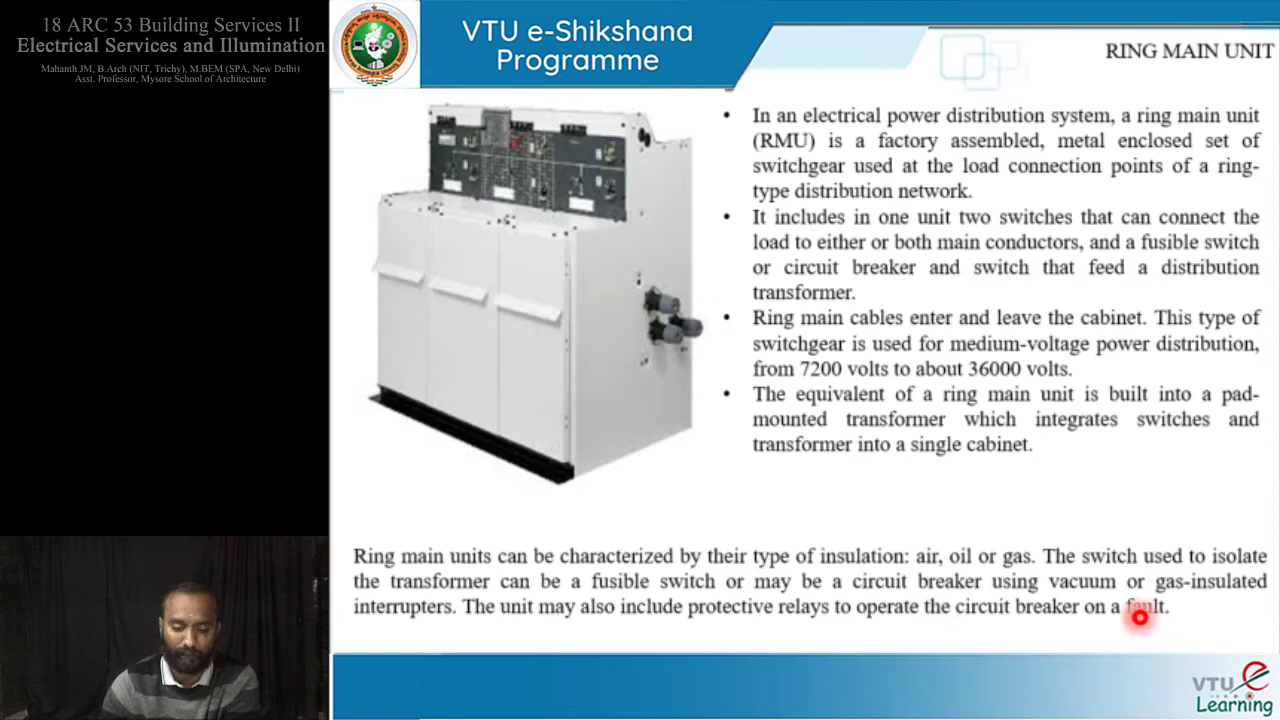 18 ARC 53 Building Services II
Electrical Services and Illumination
Mahanth JM, B.Arch (NIT, Trichy), M.BEM (SPA, New Delhi)
Asst. Professor, Mysore School of Architecture
VTU e-Shikshana
Programme
RING MAIN UNIT
• In an electrical power distribution system, a ring main unit
(RMU) is a factory assembled, metal enclosed set of
switchgear used at the load connection points of a ring-
type distribution network.
• It includes in one unit two switches that can connect the
load to either or both main conductors, and a fusible switch
or circuit breaker and switch that feed a distribution
transformer.
• Ring main cables enter and leave the cabinet. This type of
switchgear is used for medium-voltage power distribution,
from 7200 volts to about 36000 volts.
• The equivalent of a ring main unit is built into a pad-
mounted transformer which integrates switches and
transformer into a single cabinet.
Ring main units can be characterized by their type of insulation: air, oil or gas. The switch used to isolate
the transformer can be a fusible switch or may be a circuit breaker using vacuum or gas-insulated
interrupters. The unit may also include protective relays to operate the circuit breaker on a fault.
VTU e
Learning